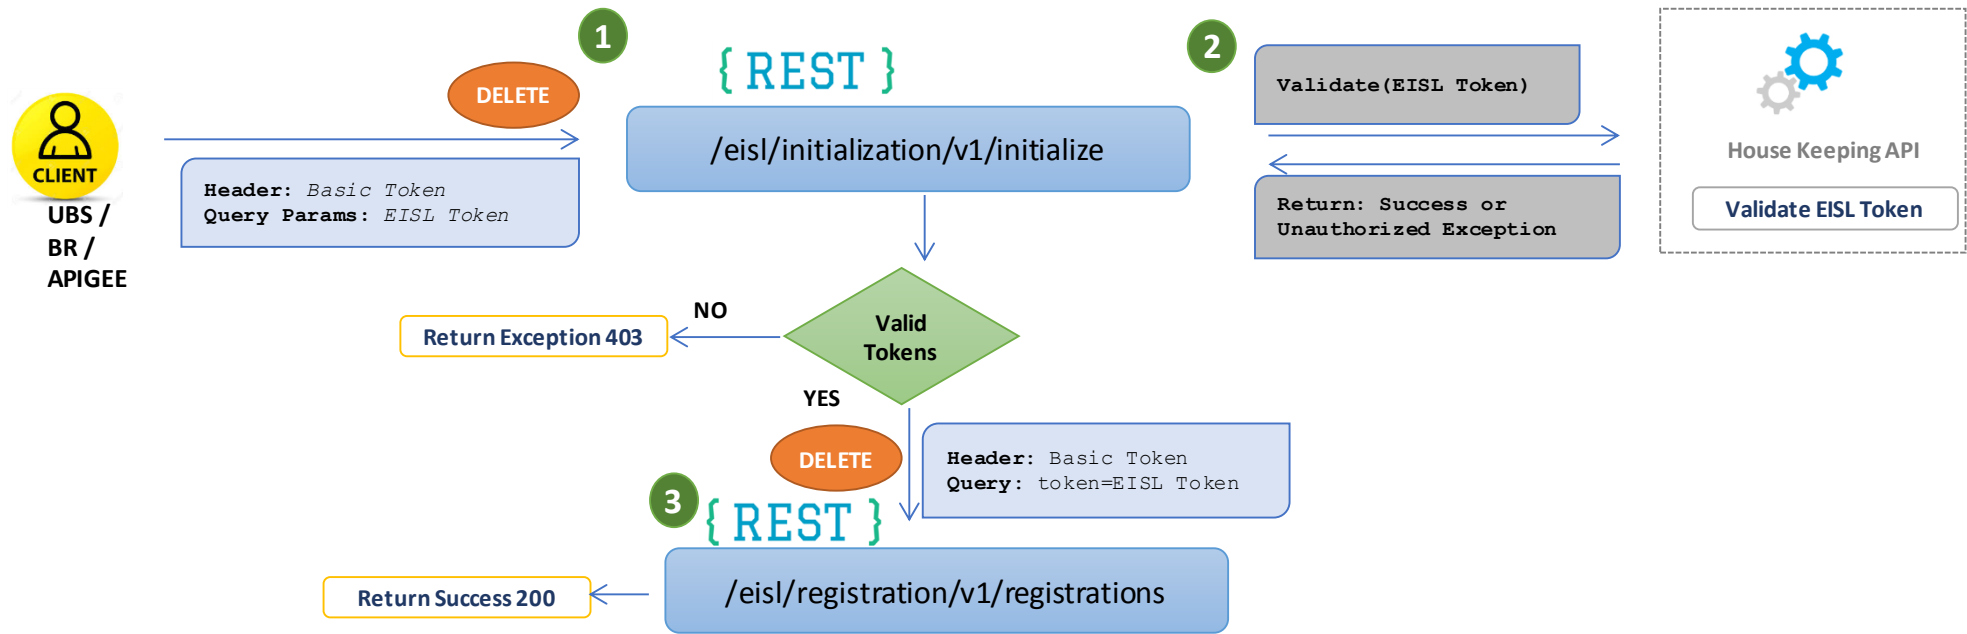 1
{ REST }
DELETE
/eisl/initialization/v1/initialize
CLIENT
UBS /
BR /
APIGEE
Header: Basic Token
Query Params: EISL Token
2
Validate(EISL Token)
Return: Success or
Unauthorized Exception
House Keeping API
Validate EISL Token
Valid
Tokens
NO
Return Exception 403
YES
DELETE
Header: Basic Token
Query: token=EISL Token
3
{ REST }
/eisl/registration/v1/registrations
Return Success 200